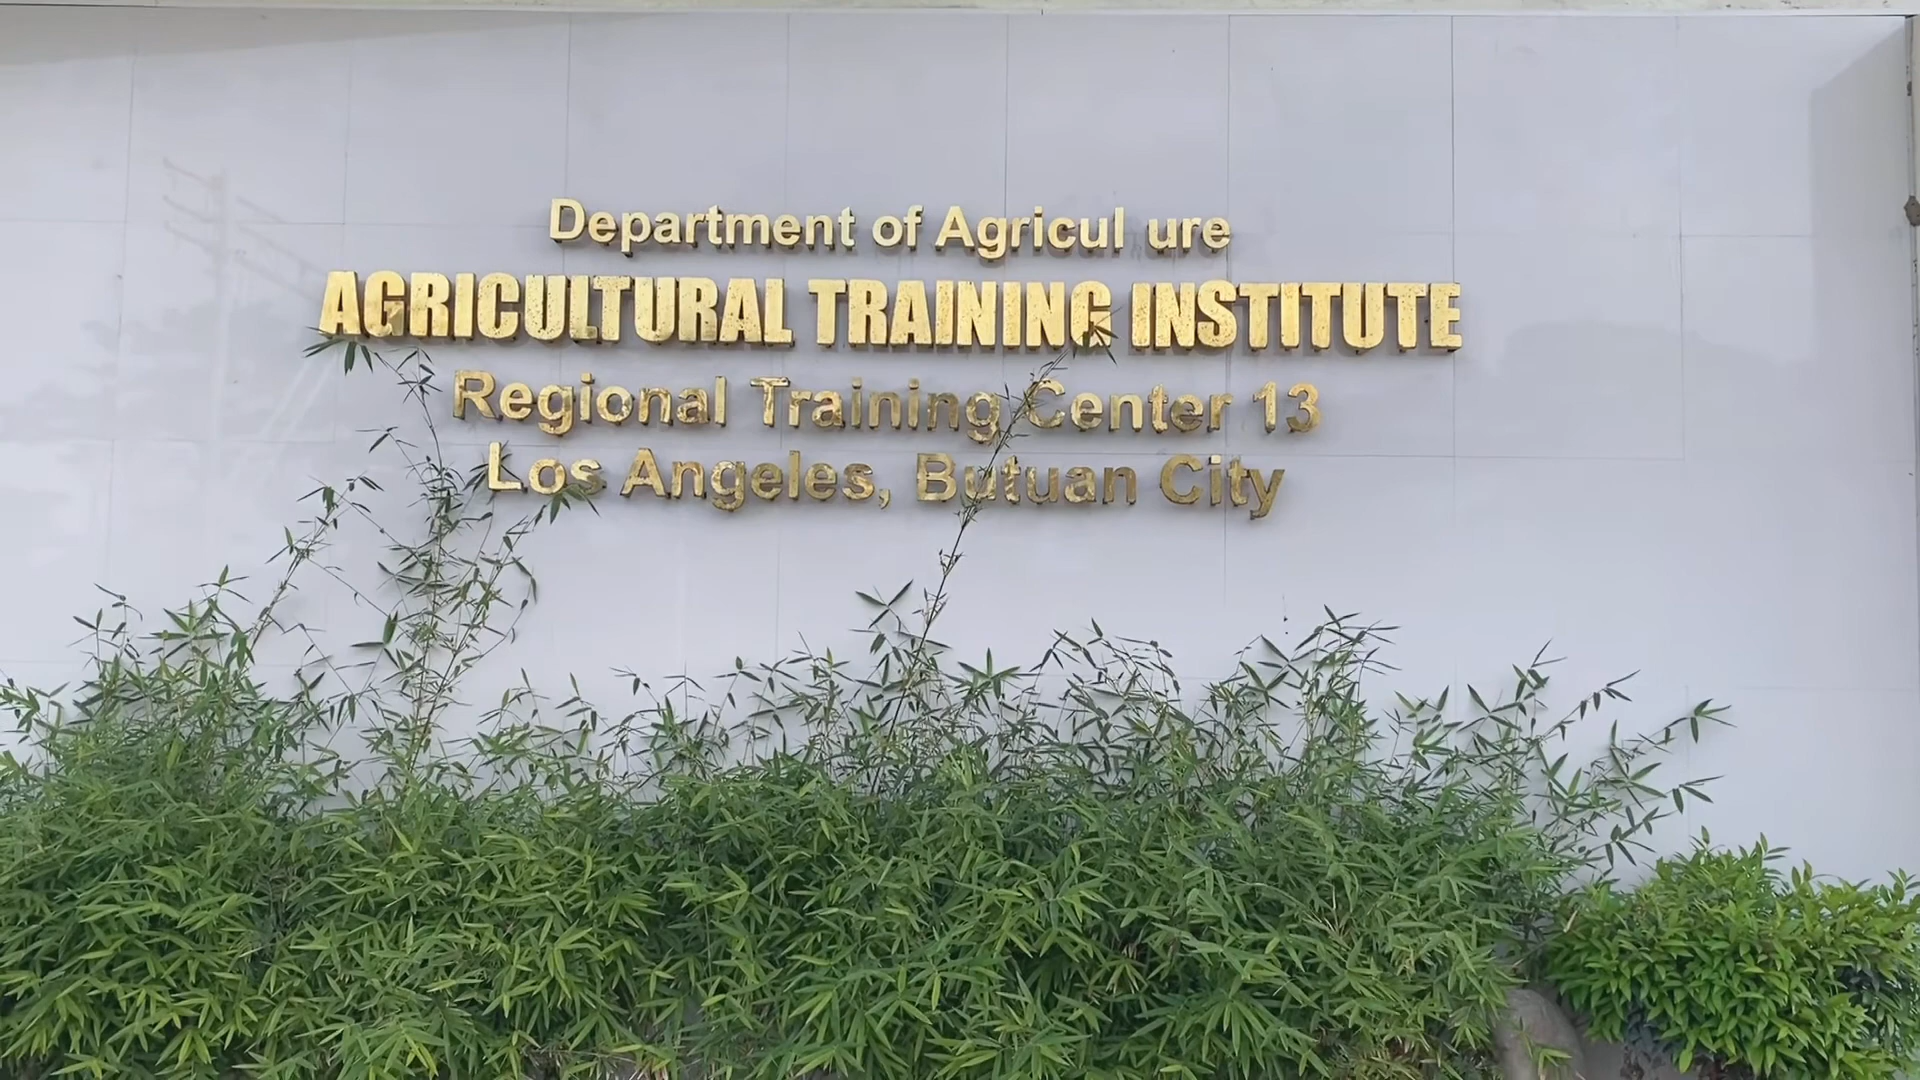 Department of Agricul ure
AGRICULTURAL TRAINING INSTITUTE
Regional Training Center 13
Los Angeles, Butuan City